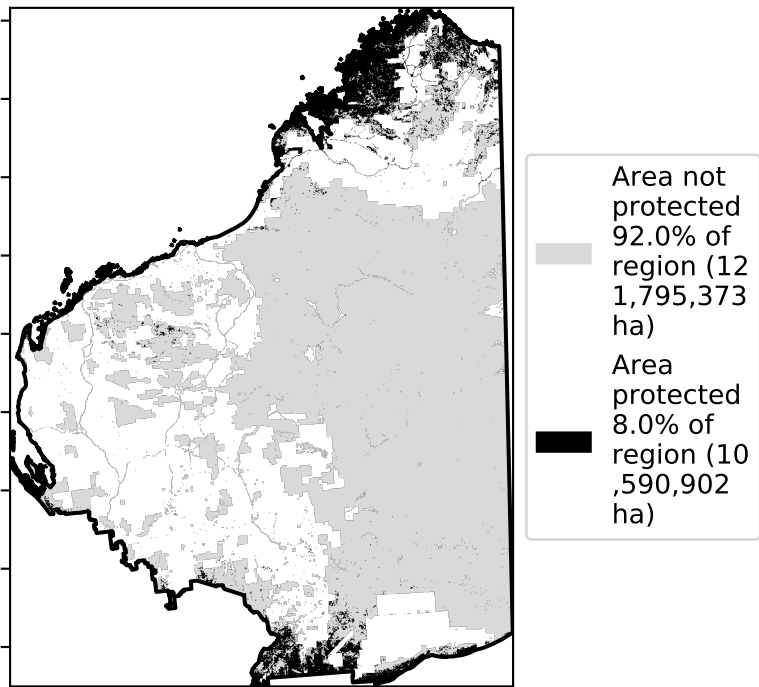 Area not
protected
92.0% of
region (12
1,795,373
ha)
Area
protected
8.0% of
region (10
,590,902
ha)